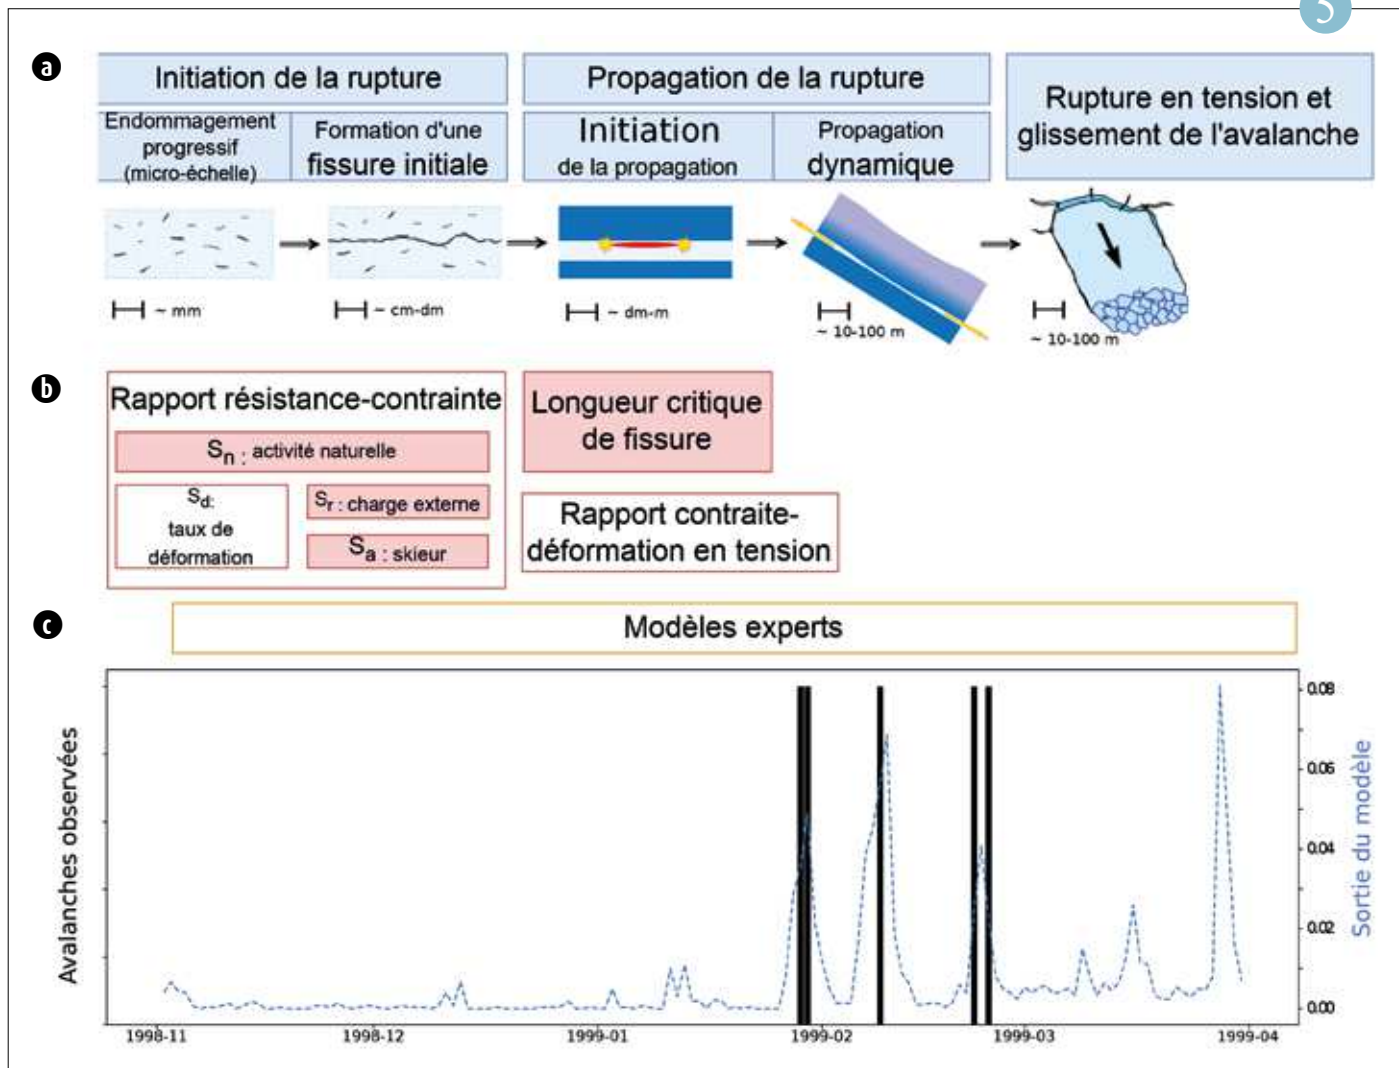 5
a
Initiation de la rupture
Propagation de la rupture
Rupture en tension et
glissement de l'avalanche
Endommagement
progressif
(micro-échelle)
Formation d'une
fissure initiale
Initiation
de la propagation
Propagation
dynamique
~ mm
~ cm-dm
~ dm-m
~ 10-100 m
~ 10-100 m
b
Rapport résistance-contrainte
Sn : activité naturelle
Sd:
taux de
déformation
Sr : charge externe
Sa : skieur
Longueur critique
de fissure
Rapport contraite-
déformation en tension
c
Modèles experts
Avalanches observées
0.08
0.06
0.04
0.02
0.00
Sortie du modèle
1998-11
1998-12
1999-01
1999-02
1999-03
1999-04